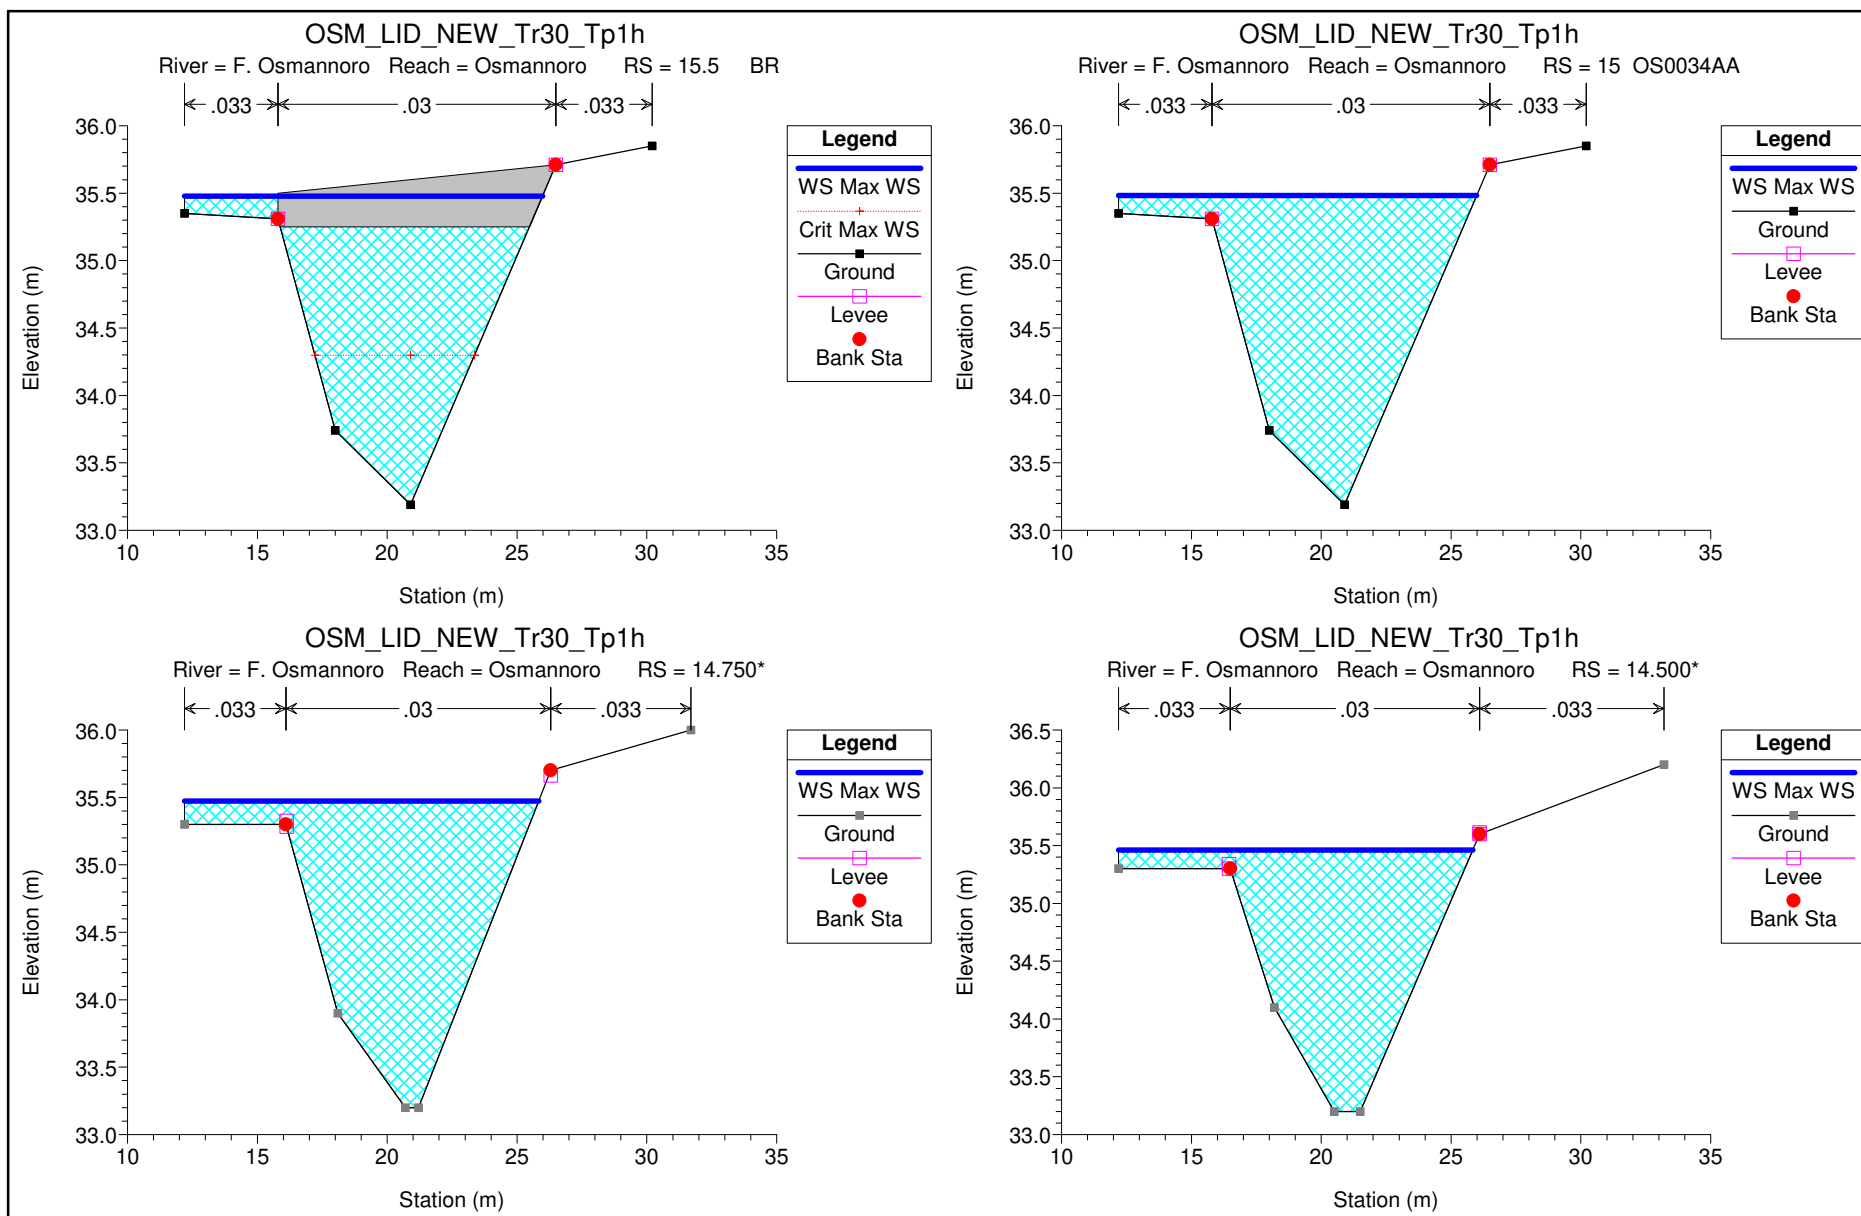 OSM_LID_NEW_Tr30_Tp1h
River = F. Osmannoro Reach = Osmannoro RS = 15.5 BR
.033 .03 .033
36.0
35.5
35.0
34.5
34.0
33.5
33.0
Elevation (m)
10 15 20 25 30 35
Station (m)
Legend
WS Max WS
Crit Max WS
Ground
Levee
Bank Sta
OSM_LID_NEW_Tr30_Tp1h
River = F. Osmannoro Reach = Osmannoro RS = 15 OS0034AA
.033 .03 .033
36.0
35.5
35.0
34.5
34.0
33.5
33.0
Elevation (m)
10 15 20 25 30 35
Station (m)
Legend
WS Max WS
Ground
Levee
Bank Sta
OSM_LID_NEW_Tr30_Tp1h
River = F. Osmannoro Reach = Osmannoro RS = 14.750*
.033 .03 .033
36.0
35.5
35.0
34.5
34.0
33.5
33.0
Elevation (m)
10 15 20 25 30 35
Station (m)
Legend
WS Max WS
Ground
Levee
Bank Sta
OSM_LID_NEW_Tr30_Tp1h
River = F. Osmannoro Reach = Osmannoro RS = 14.500*
.033 .03 .033
36.5
36.0
35.5
35.0
34.5
34.0
33.5
33.0
Elevation (m)
10 15 20 25 30 35
Station (m)
Legend
WS Max WS
Ground
Levee
Bank Sta